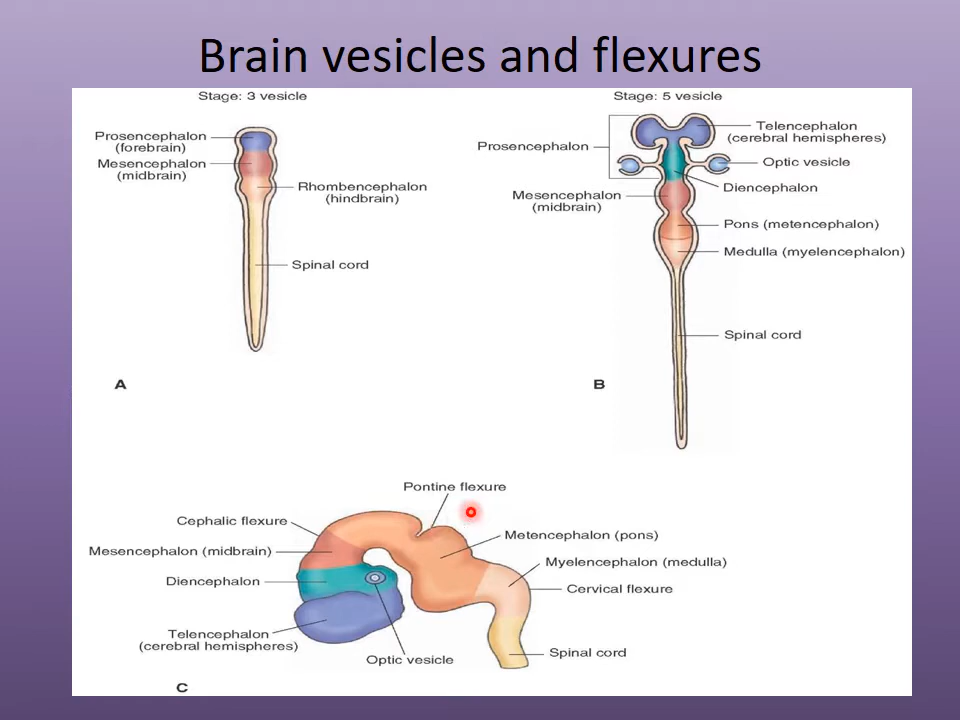 Brain vesicles and flexures
Stage: 3 vesicle
Prosencephalon
(forebrain)
Mesencephalon
(midbrain)
Rhombencephalon
(hindbrain)
Spinal cord
A
Stage: 5 vesicle
Prosencephalon
Telencephalon
(cerebral hemispheres)
Optic vesicle
Diencephalon
Mesencephalon
(midbrain)
Pons (metencephalon)
Medulla (myelencephalon)
Spinal cord
B
Pontine flexure
Cephalic flexure
Mesencephalon (midbrain)
Diencephalon
Telencephalon
(cerebral hemispheres)
Optic vesicle
Metencephalon (pons)
Myelencephalon (medulla)
Cervical flexure
Spinal cord
C